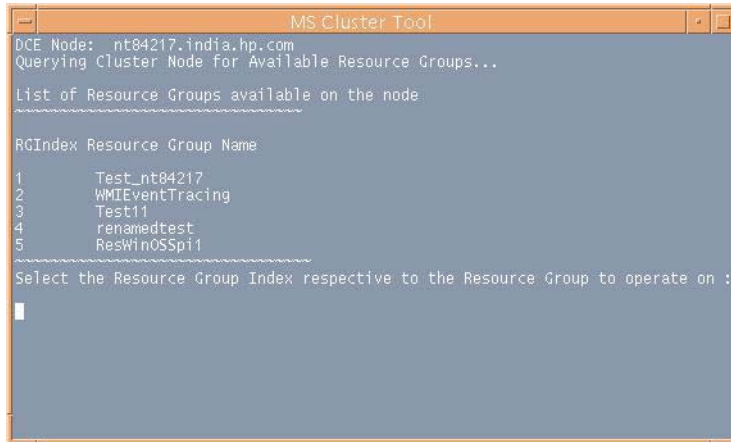 MS Cluster Tool
DCE Node:  nt84217.india.hp.com
Querying Cluster Node for Available Resource Groups...
List of Resource Groups available on the node
~~~~~~~~~~~~~~~~~~~~~~~~~~~~~~~~~
RGIndex Resource Group Name
1        Test_nt84217
2        WMIEventTracing
3        Test11
4        renamedtest
5        ResWinOSSpi1
~~~~~~~~~~~~~~~~~~~~~~~~~~~~~~~~~~
Select the Resource Group Index respective to the Resource Group to operate on :